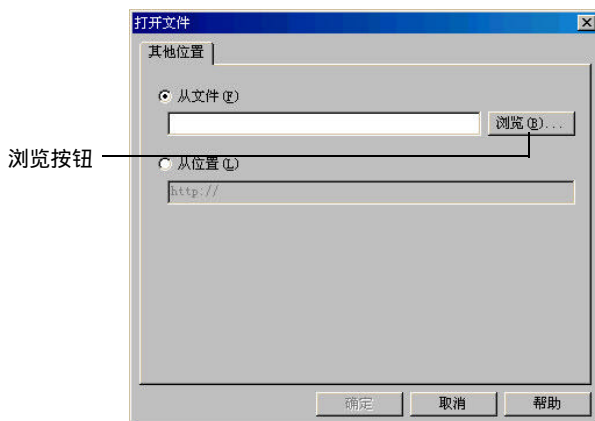 打开文件
其他位置
从文件(F)
浏览(B)...
浏览按钮
从位置(L)
http://
确定 取消 帮助